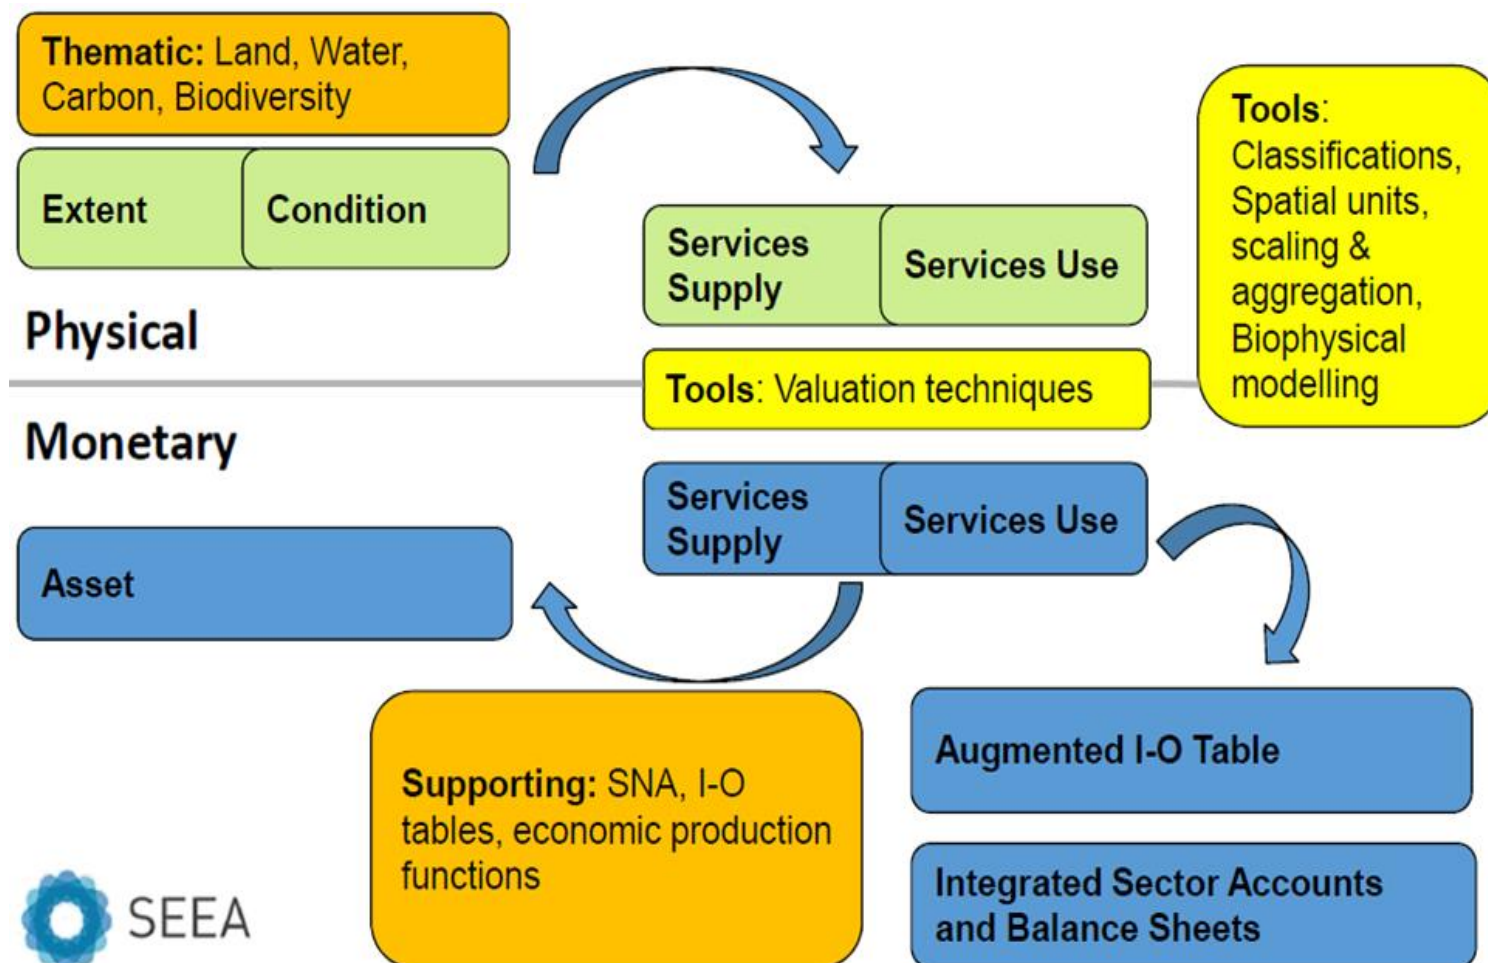 Thematic: Land, Water,
Carbon, Biodiversity
Extent
Condition
Services
Supply
Services Use
Tools:
Classifications,
Spatial units,
scaling &
aggregation,
Biophysical
modelling
Physical
Tools: Valuation techniques
Monetary
Services
Supply
Services Use
Asset
Supporting: SNA, I-O
tables, economic production
functions
Augmented I-O Table
Integrated Sector Accounts
and Balance Sheets
SEEA